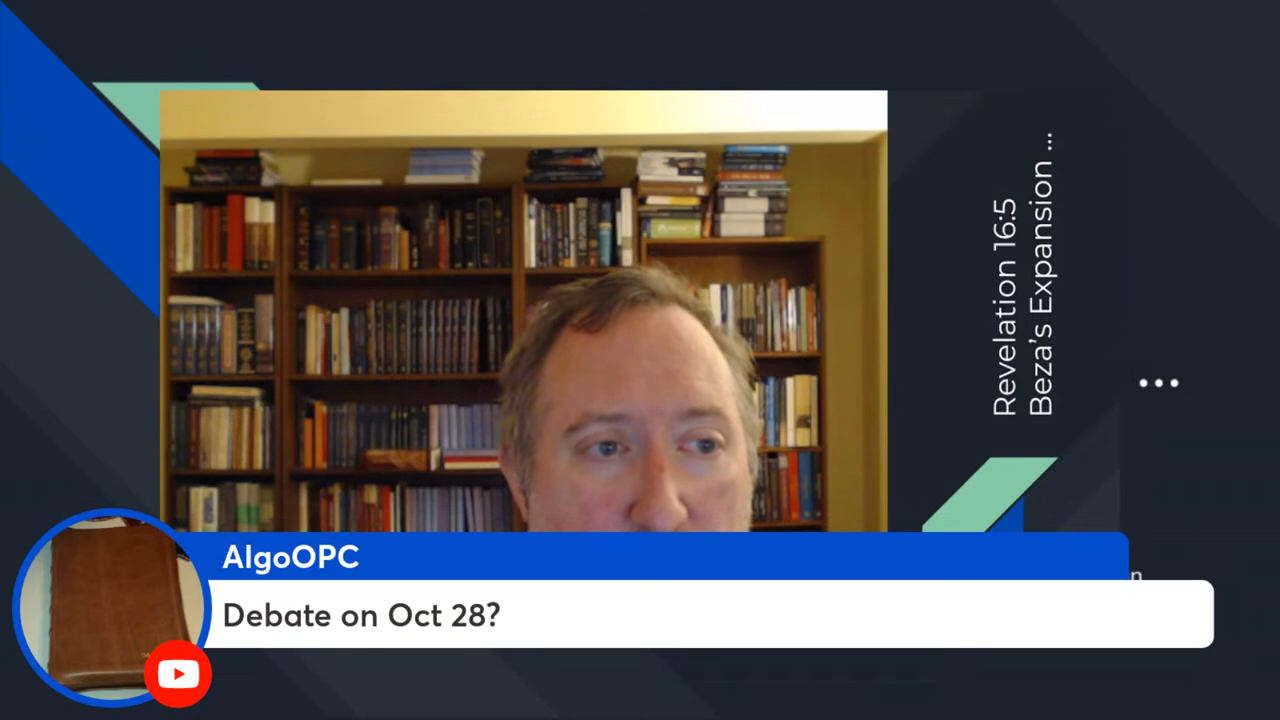 Revelation 16:5
Beza's Expansion ...
AlgoOPC
Debate on Oct 28?